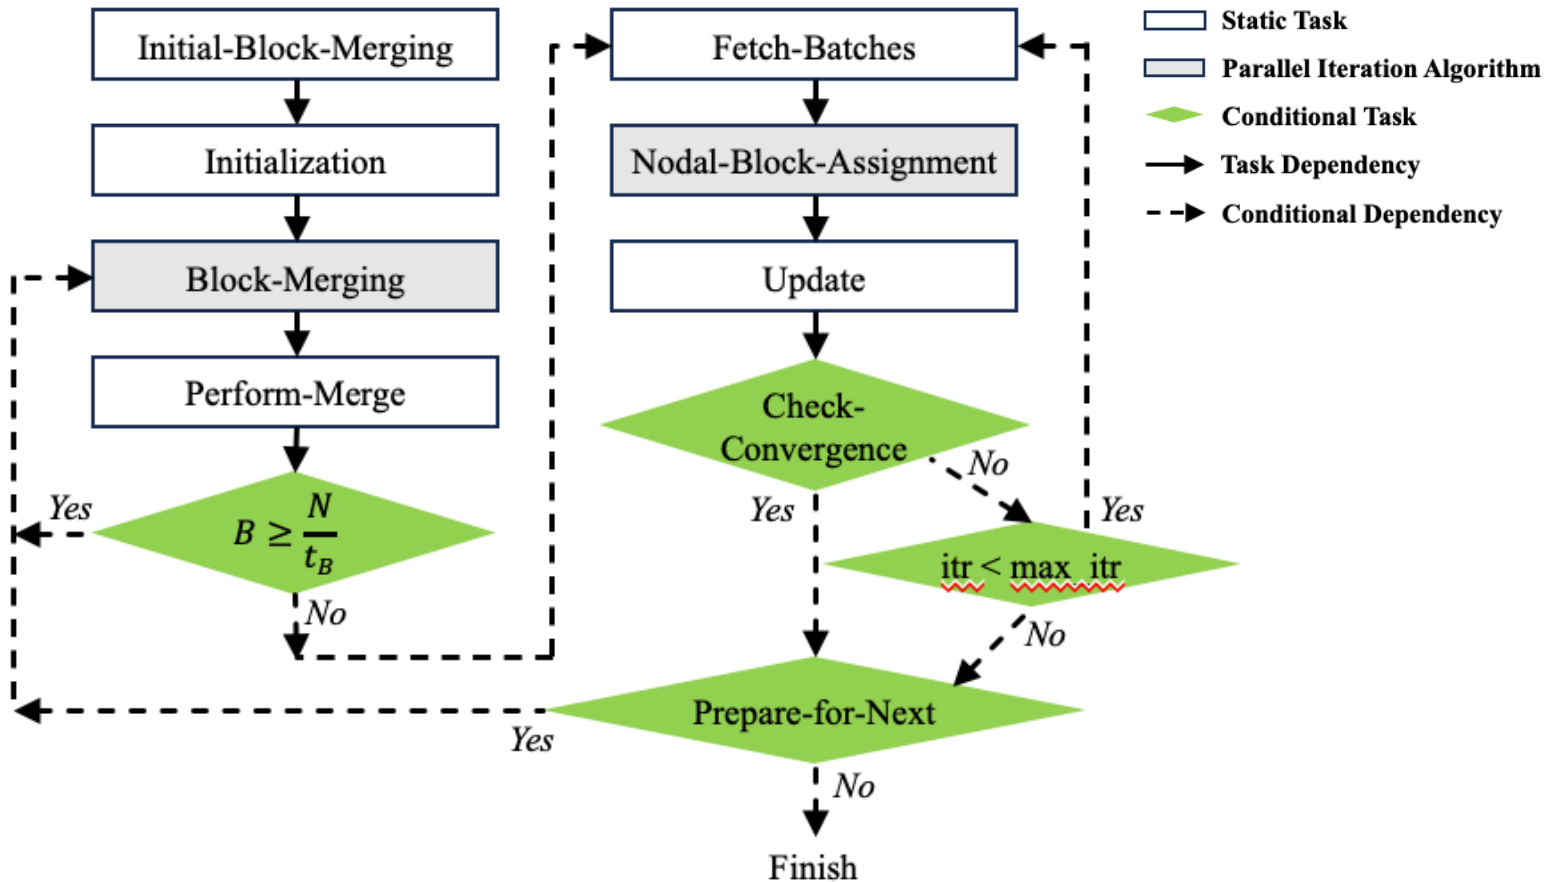 Initial-Block-Merging
Initialization
Block-Merging
Perform-Merge
B ≥ N/t_B
Yes
No
Fetch-Batches
Nodal-Block-Assignment
Update
Check-
Convergence
No
Yes
itr < max_itr
Yes
No
Prepare-for-Next
Yes
No
Finish
Static Task
Parallel Iteration Algorithm
Conditional Task
Task Dependency
Conditional Dependency